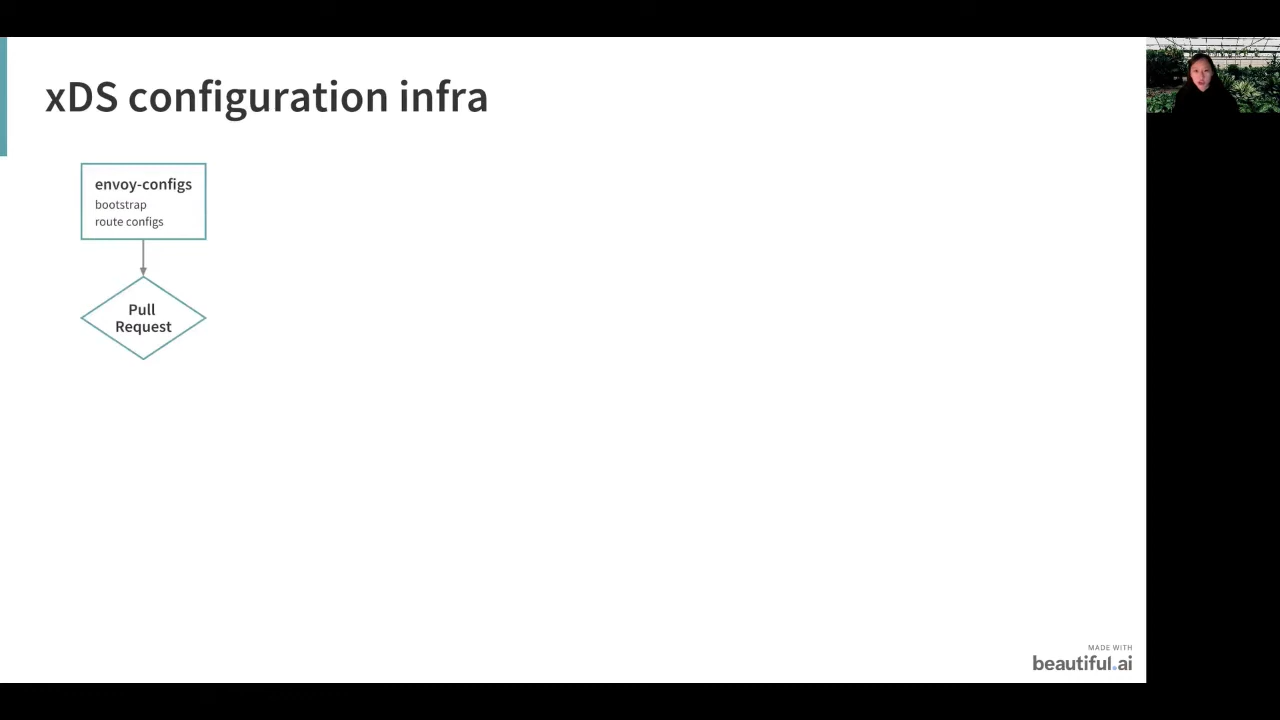 xDS configuration infra
envoy-configs
bootstrap
route configs
Pull
Request
MADE WITH
beautiful.ai